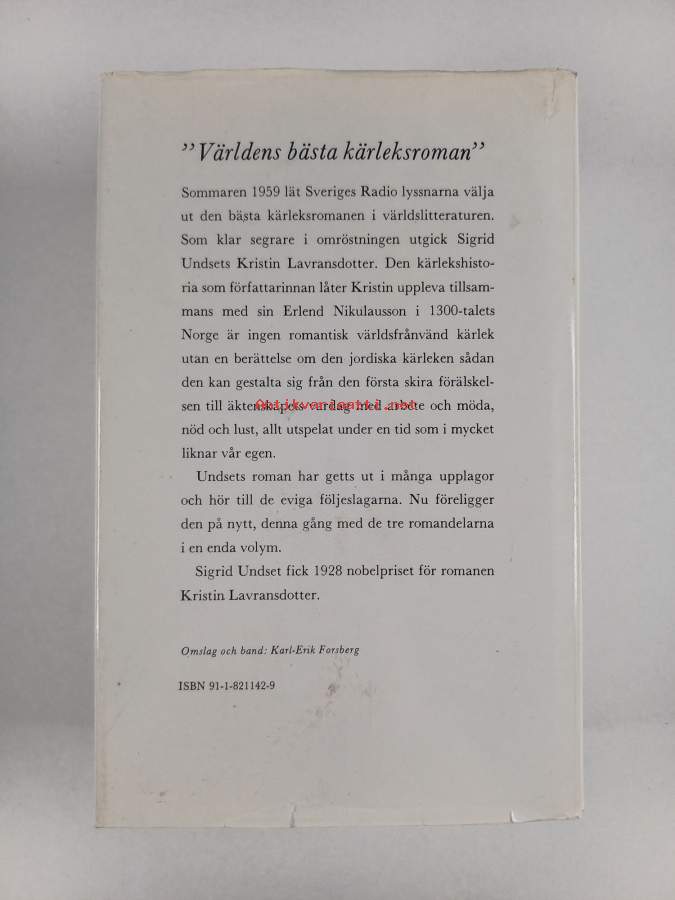 ”Världens bästa kärleksroman”
Sommaren 1959 lät Sveriges Radio lyssnarna välja
ut den bästa kärleksromanen i världslitteraturen.
Som klar segrare i omröstningen utgick Sigrid
Undsets Kristin Lavransdotter. Den kärlekshisto-
ria som författarinnan låter Kristin uppleva tillsam-
mans med sin Erlend Nikulausson i 1300-talets
Norge är ingen romantisk världsfrånvänd kärlek
utan en berättelse om den jordiska kärleken sådan
den kan gestalta sig från den första skira förälskel-
sen till äktenskapets vardag med arbete och möda,
Antikvariaatti.net
nöd och lust, allt utspelat under en tid som i mycket
liknar vår egen.
Undsets roman har getts ut i många upplagor
och hör till de eviga följeslagarna. Nu föreligger
den på nytt, denna gång med de tre romandelarna
i en enda volym.
Sigrid Undset fick 1928 nobelpriset för romanen
Kristin Lavransdotter.
Omslag och band: Karl-Erik Forsberg
ISBN 91-1-821142-9